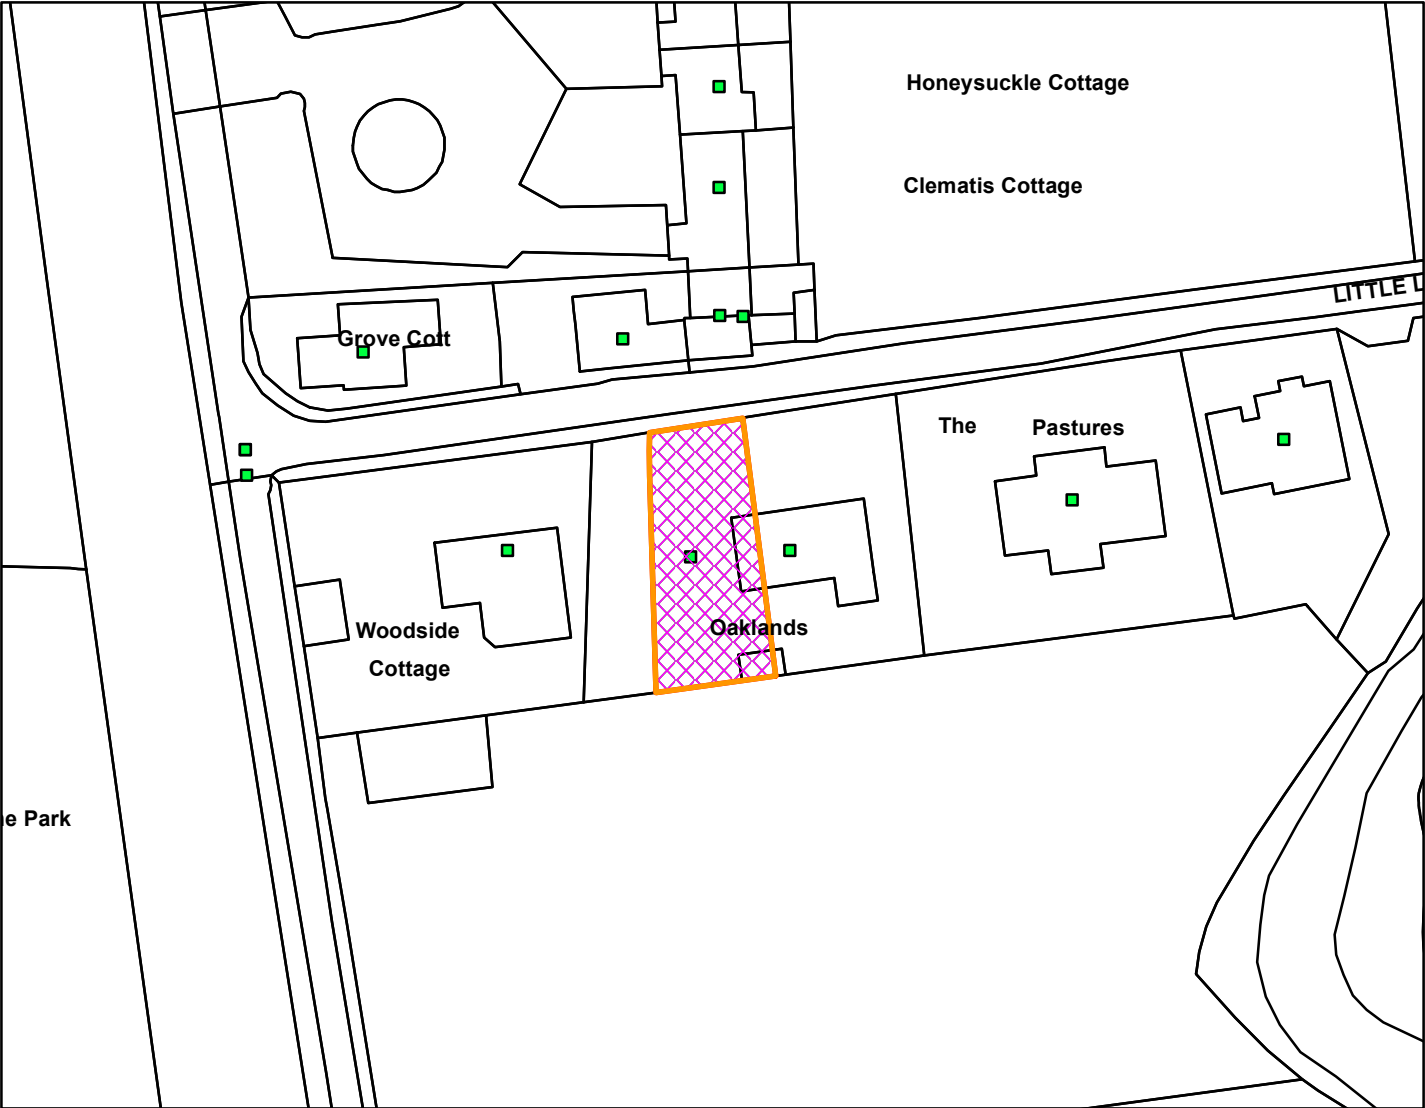 Honeysuckle Cottage
Clematis Cottage
LITTLE L
Grove Cott
The Pastures
Oaklands
Woodside
Cottage
e Park